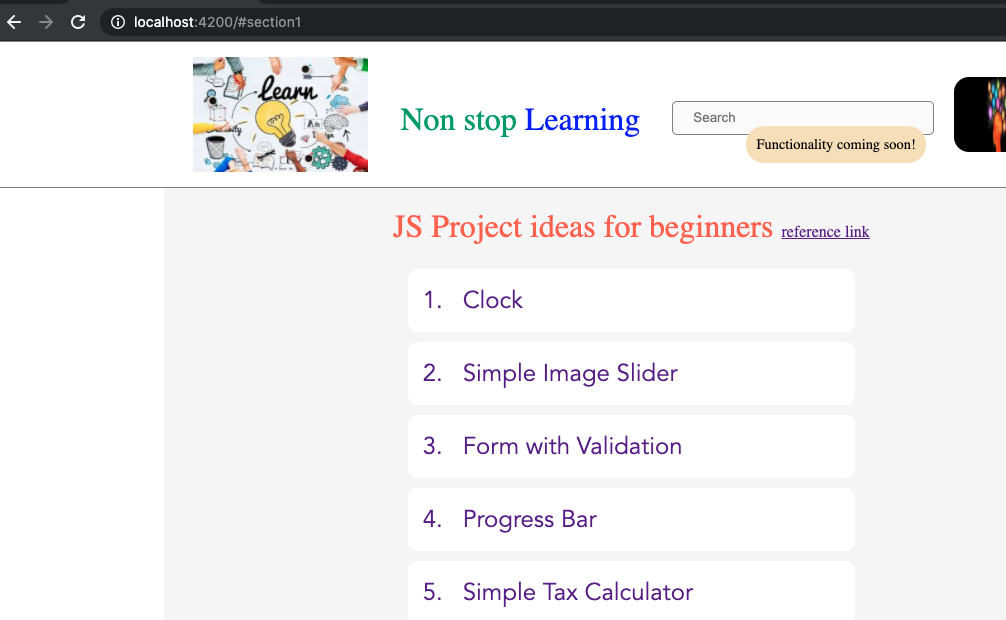 localhost:4200/#section1
Learn
Non stop Learning
Search
Functionality coming soon!
JS Project ideas for beginners reference link
1. Clock
2. Simple Image Slider
3. Form with Validation
4. Progress Bar
5. Simple Tax Calculator